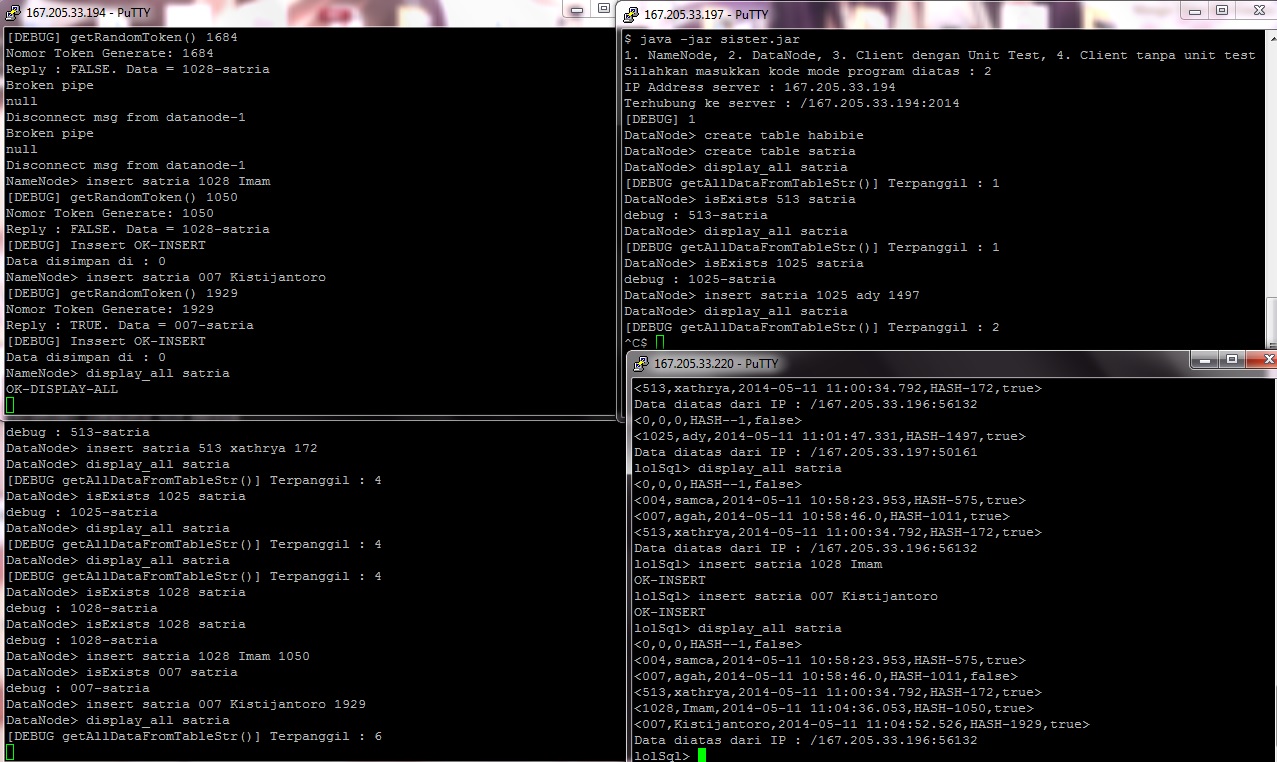 167.205.33.194 - PuTTY
[DEBUG] getRandomToken() 1684
Nomor Token Generate: 1684
Reply : FALSE. Data = 1028-satria
Broken pipe
null
Disconnect msg from datanode-1
Broken pipe
null
Disconnect msg from datanode-1
NameNode> insert satria 1028 Imam
[DEBUG] getRandomToken() 1050
Nomor Token Generate: 1050
Reply : FALSE. Data = 1028-satria
[DEBUG] Inssert OK-INSERT
Data disimpan di : 0
NameNode> insert satria 007 Kistijantoro
[DEBUG] getRandomToken() 1929
Nomor Token Generate: 1929
Reply : TRUE. Data = 007-satria
[DEBUG] Inssert OK-INSERT
Data disimpan di : 0
NameNode> display_all satria
OK-DISPLAY-ALL
167.205.33.197 - PuTTY
$ java -jar sister.jar
1. NameNode, 2. DataNode, 3. Client dengan Unit Test, 4. Client tanpa unit test
Silahkan masukkan kode mode program diatas : 2
IP Address server : 167.205.33.194
Terhubung ke server : /167.205.33.194:2014
[DEBUG] 1
DataNode> create table habibie
DataNode> create table satria
DataNode> display_all satria
[DEBUG getAllDataFromTableStr()] Terpanggil : 1
DataNode> isExists 513 satria
debug : 513-satria
DataNode> display_all satria
[DEBUG getAllDataFromTableStr()] Terpanggil : 1
DataNode> isExists 1025 satria
debug : 1025-satria
DataNode> insert satria 1025 ady 1497
DataNode> display_all satria
[DEBUG getAllDataFromTableStr()] Terpanggil : 2
^C$
debug : 513-satria
DataNode> insert satria 513 xathrya 172
DataNode> display_all satria
[DEBUG getAllDataFromTableStr()] Terpanggil : 4
DataNode> isExists 1025 satria
debug : 1025-satria
DataNode> display_all satria
[DEBUG getAllDataFromTableStr()] Terpanggil : 4
DataNode> display_all satria
[DEBUG getAllDataFromTableStr()] Terpanggil : 4
DataNode> isExists 1028 satria
debug : 1028-satria
DataNode> isExists 1028 satria
debug : 1028-satria
DataNode> insert satria 1028 Imam 1050
DataNode> isExists 007 satria
debug : 007-satria
DataNode> insert satria 007 Kistijantoro 1929
DataNode> display_all satria
[DEBUG getAllDataFromTableStr()] Terpanggil : 6
167.205.33.220 - PuTTY
<513,xathrya,2014-05-11 11:00:34.792,HASH-172,true>
Data diatas dari IP : /167.205.33.196:56132
<0,0,0,HASH--1,false>
<1025,ady,2014-05-11 11:01:47.331,HASH-1497,true>
Data diatas dari IP : /167.205.33.197:50161
lolSql> display_all satria
<0,0,0,HASH--1,false>
<004,samca,2014-05-11 10:58:23.953,HASH-575,true>
<007,agah,2014-05-11 10:58:46.0,HASH-1011,true>
<513,xathrya,2014-05-11 11:00:34.792,HASH-172,true>
Data diatas dari IP : /167.205.33.196:56132
lolSql> insert satria 1028 Imam
OK-INSERT
lolSql> insert satria 007 Kistijantoro
OK-INSERT
lolSql> display_all satria
<0,0,0,HASH--1,false>
<004,samca,2014-05-11 10:58:23.953,HASH-575,true>
<007,agah,2014-05-11 10:58:46.0,HASH-1011,false>
<513,xathrya,2014-05-11 11:00:34.792,HASH-172,true>
<1028,Imam,2014-05-11 11:04:36.053,HASH-1050,true>
<007,Kistijantoro,2014-05-11 11:04:52.526,HASH-1929,true>
Data diatas dari IP : /167.205.33.196:56132
lolSql>